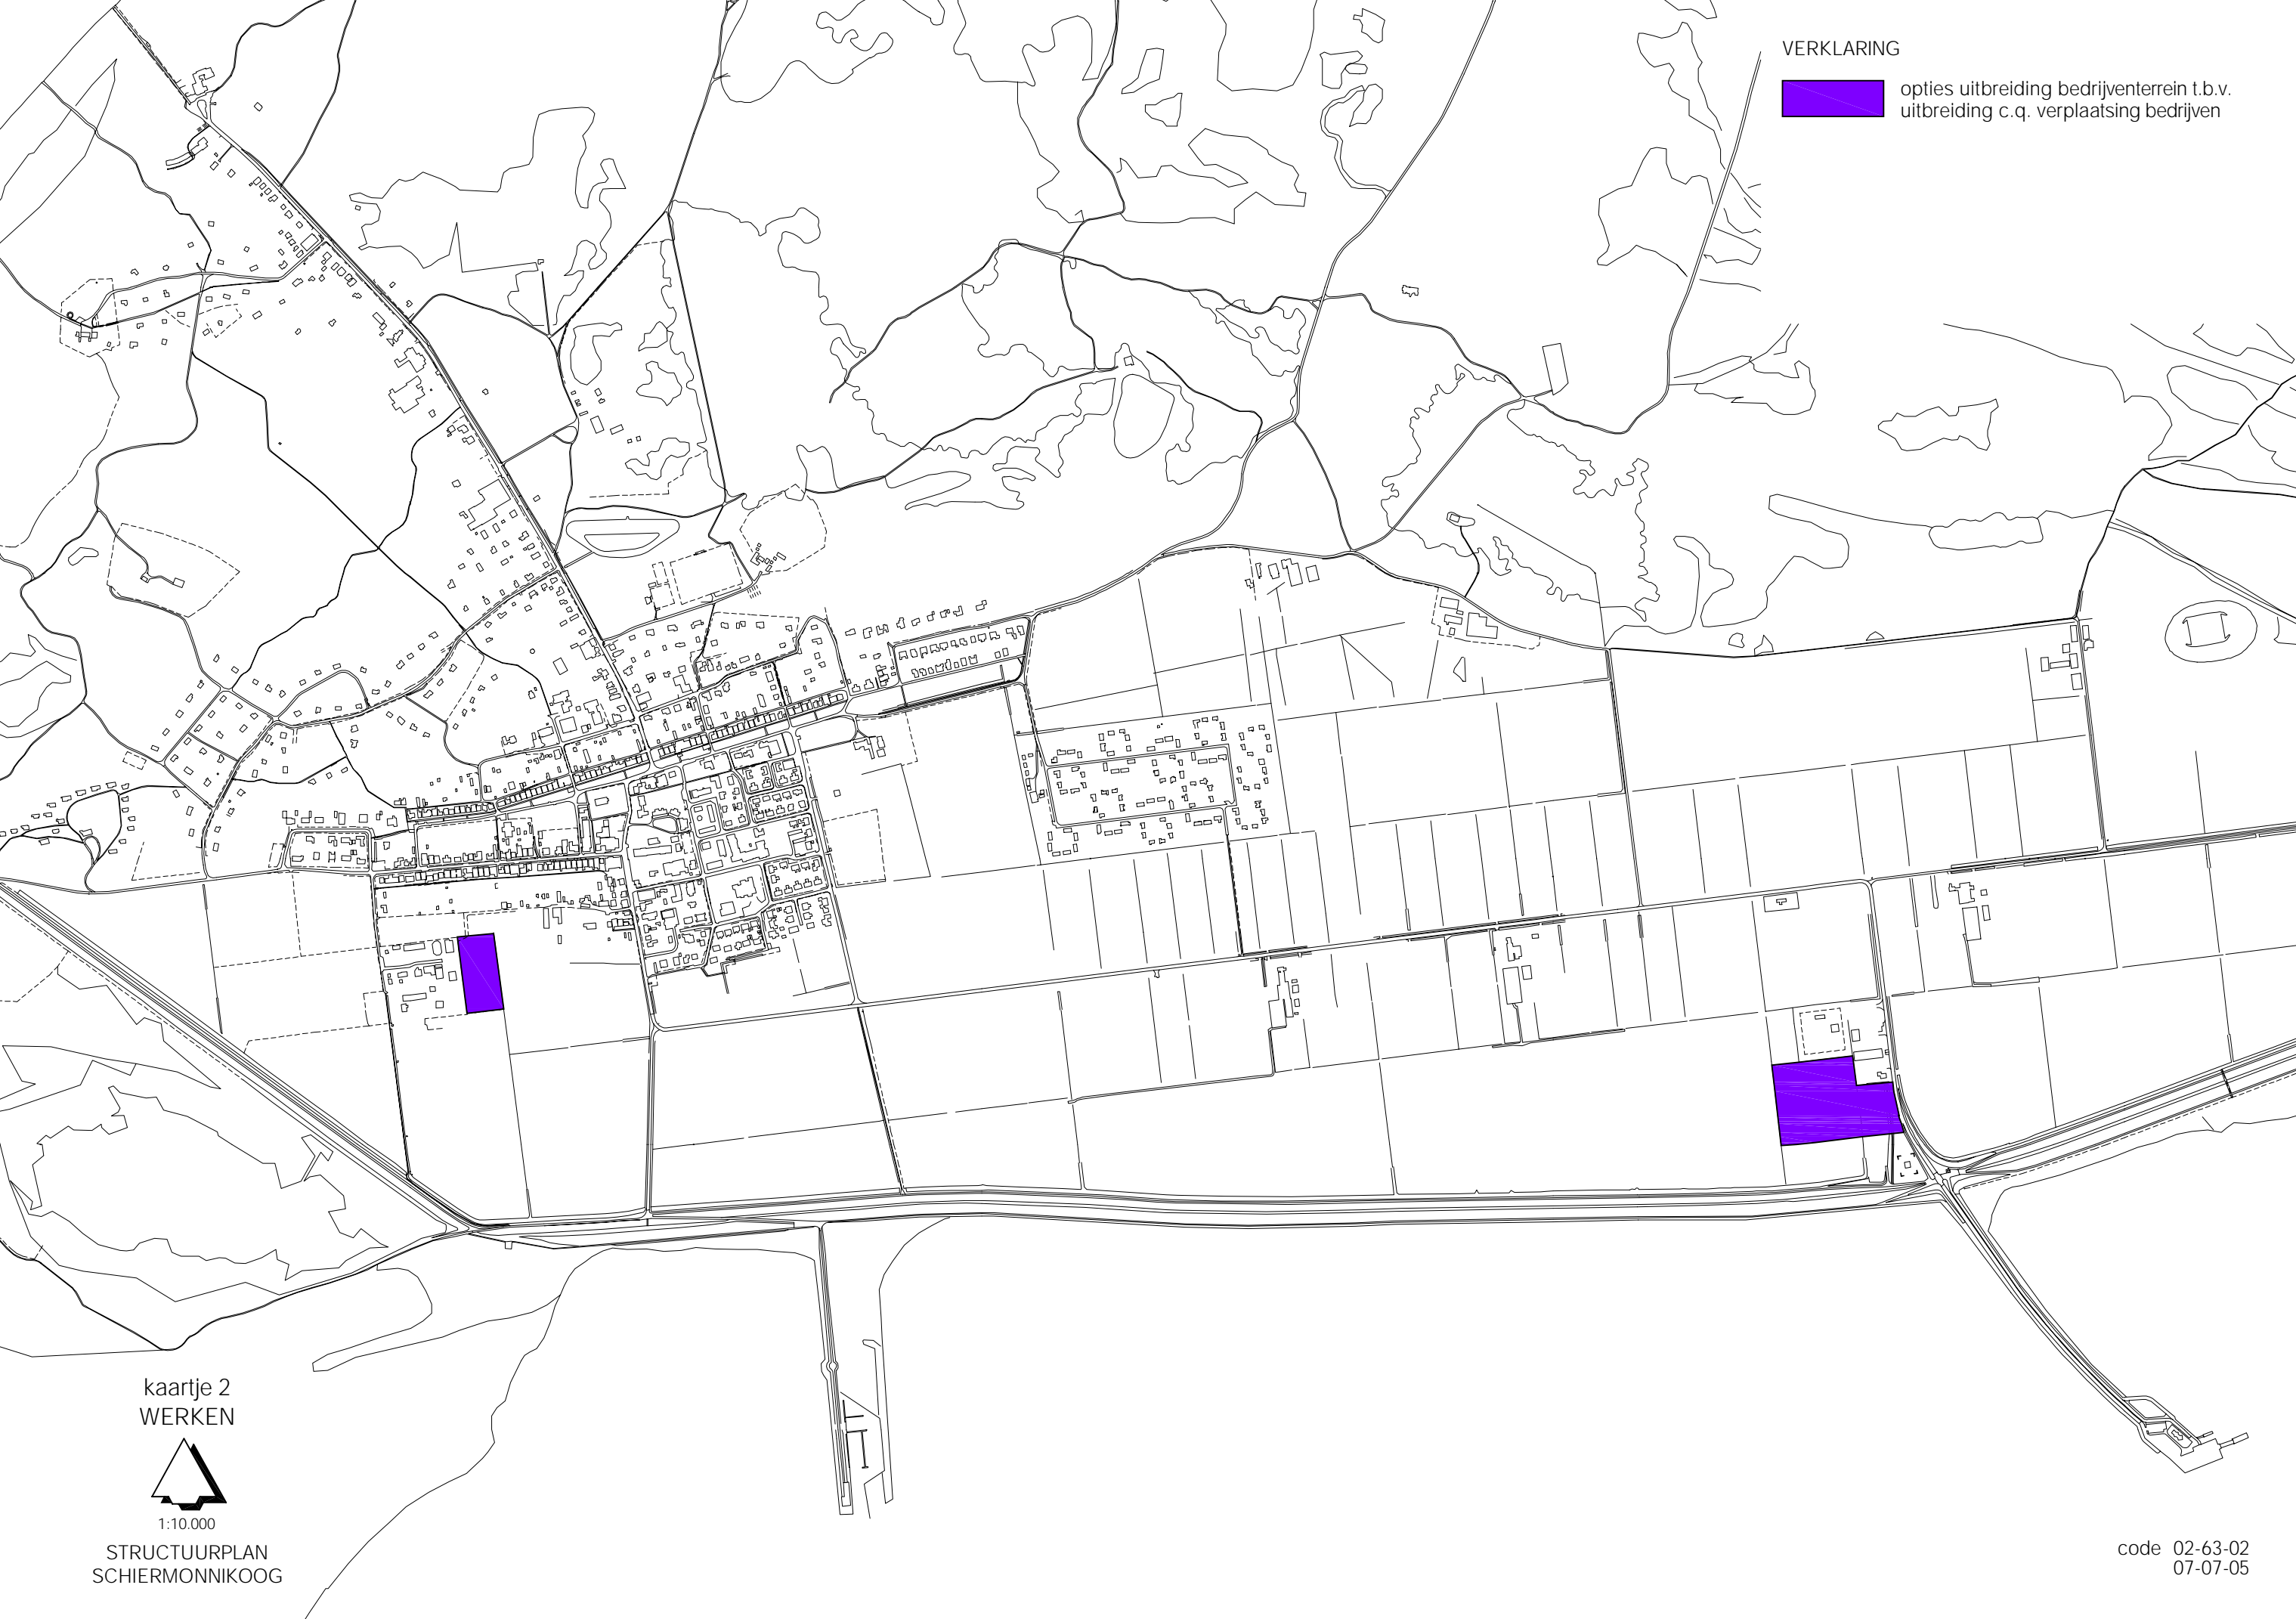 VERKLARING
opties uitbreiding bedrijventerrein t.b.v.
uitbreiding c.q. verplaatsing bedrijven
kaartje 2
WERKEN
1:10.000
STRUCTUURPLAN
SCHIERMONNIKOOG
code 02-63-02
07-07-05